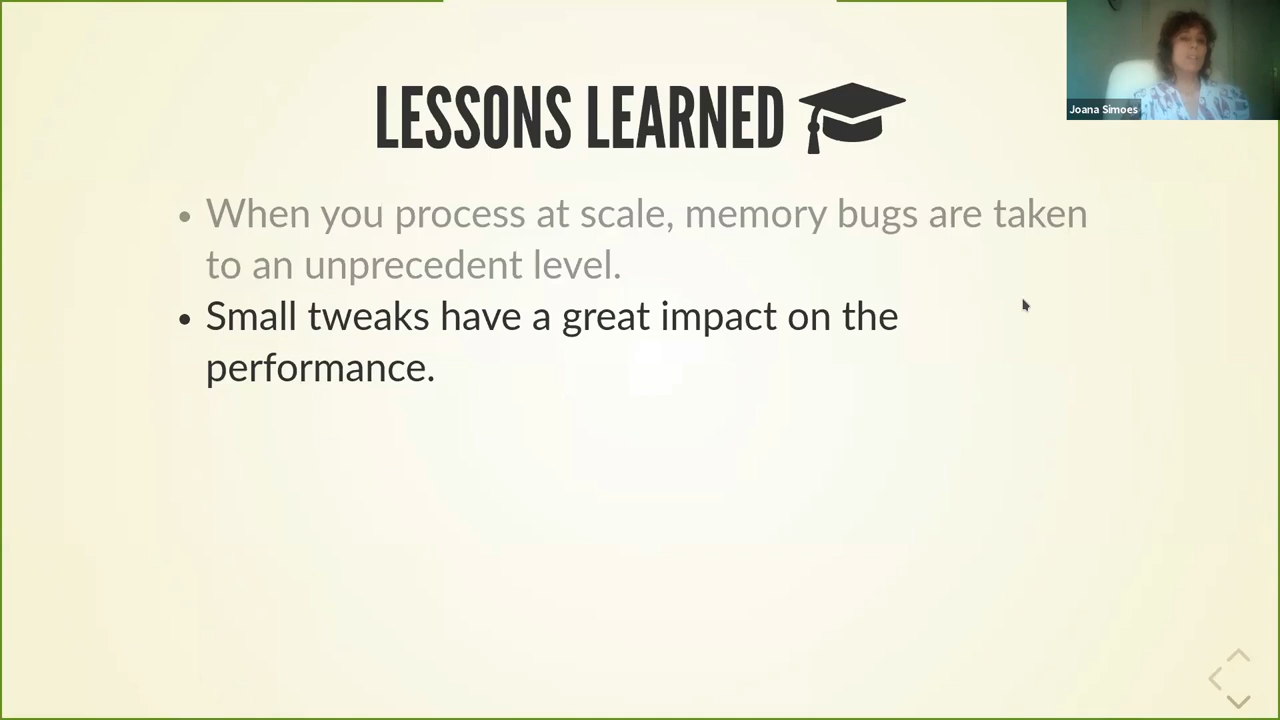 Joana Simoes
LESSONS LEARNED
• When you process at scale, memory bugs are taken
to an unprecedent level.
• Small tweaks have a great impact on the
performance.